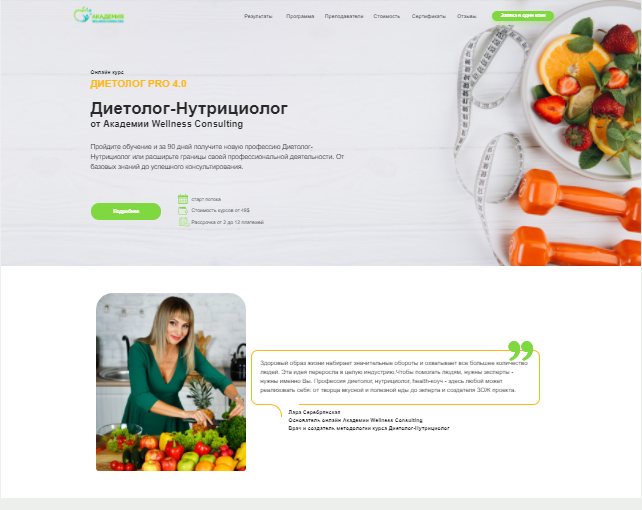 АКАДЕМИЯ
Результаты Программа Преподаватели Стоимость Сертификаты Отзывы
Онлайн курс
ДИЕТОЛОГ PRO 4.0
Диетолог-Нутрициолог
от Академии Wellness Consulting
Пройдите обучение и за 90 дней получите новую профессию Диетолог-
Нутрициолог или расширьте границы своей профессиональной деятельности. От
базовых знаний до успешного консультирования.
Подробнее
старт потока
Стоимость курсов от 49$
Рассрочка от 2 до 12 платежей
Здоровый образ жизни набирает значительные обороты и охватывает все большее количество
людей. Эта идея переросла в целую индустрию.Чтобы помогать людям, нужны эксперты -
нужны именно Вы. Профессия диетолог, нутрициолог, health-коуч - здесь любой может
реализовать себя: от творца вкусной и полезной еды до эксперта и создателя ЗОЖ проекта.
Лара Серебрянская
Основатель онлайн Академии Wellness Consulting
Врач и создатель методологии курса Диетолог-Нутрициолог